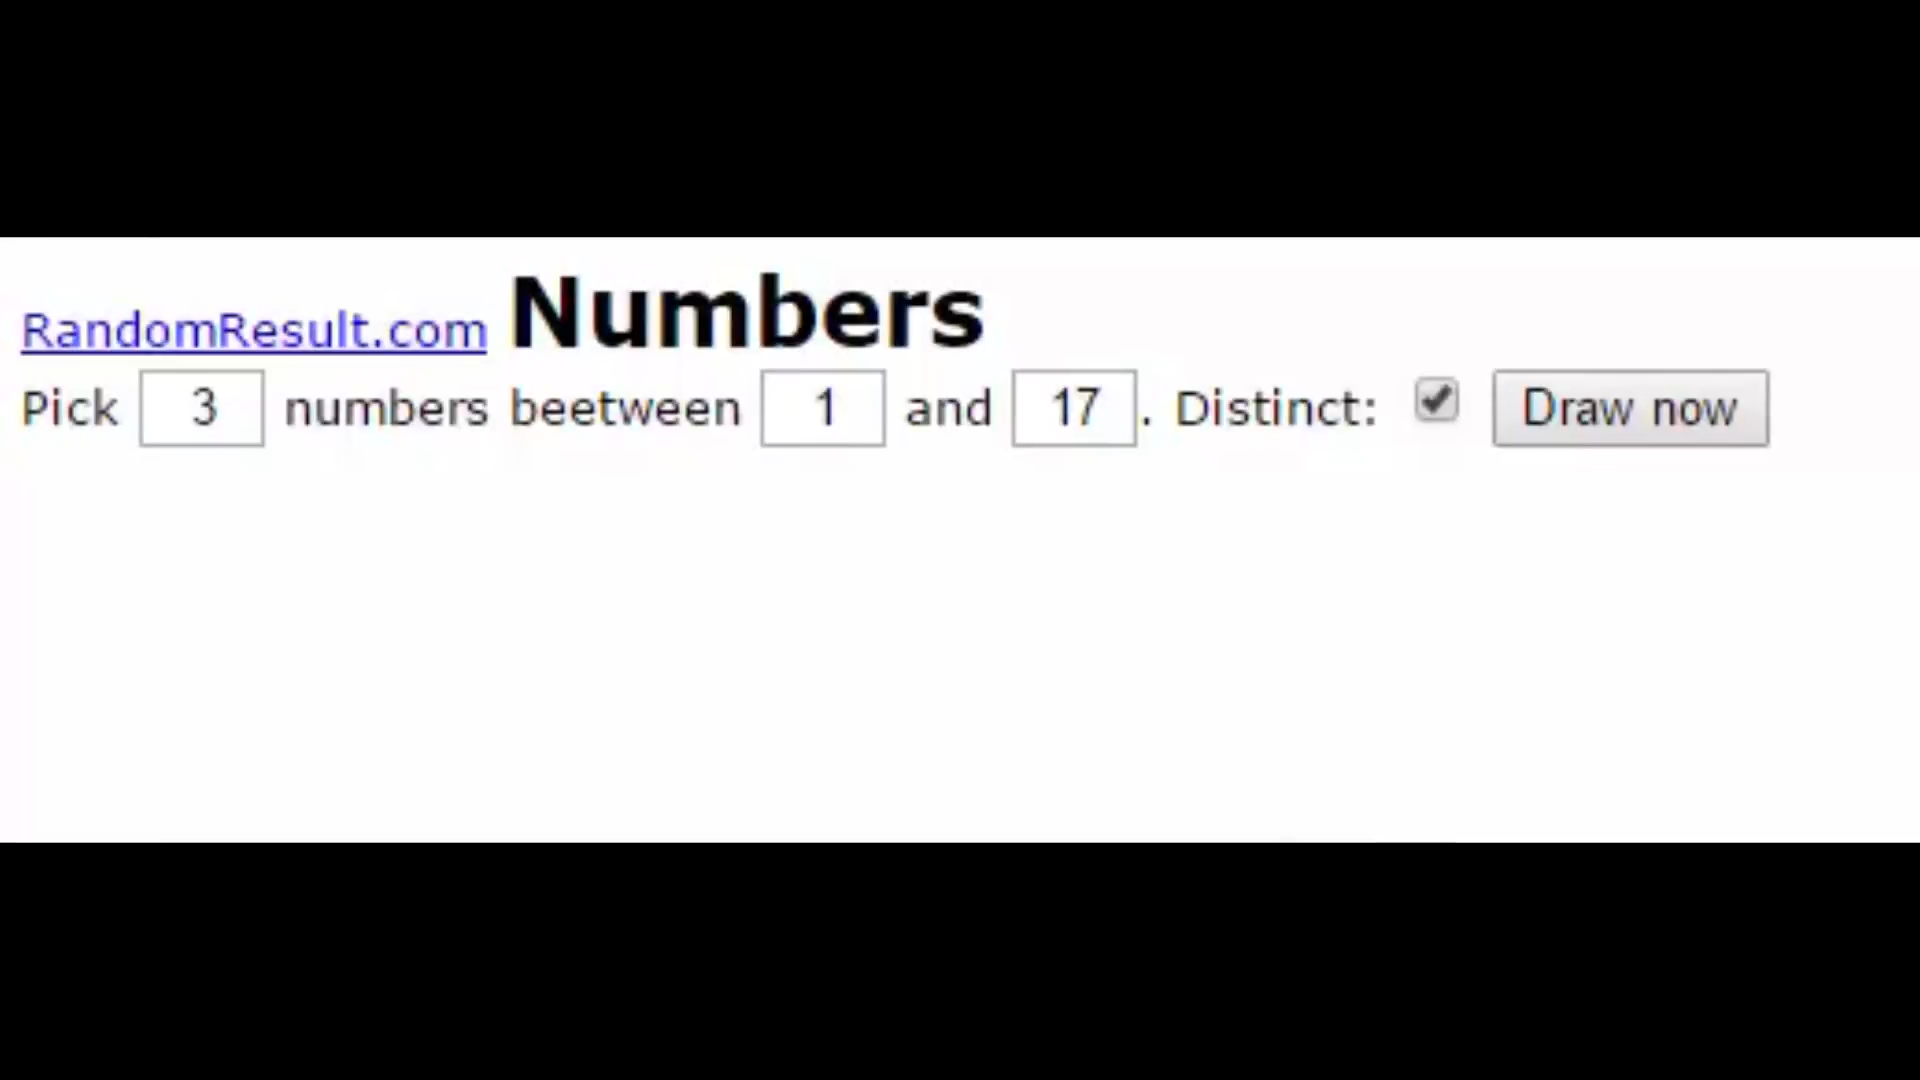 RandomResult.com Numbers
Pick 3 numbers beetween 1 and 17. Distinct: Draw now